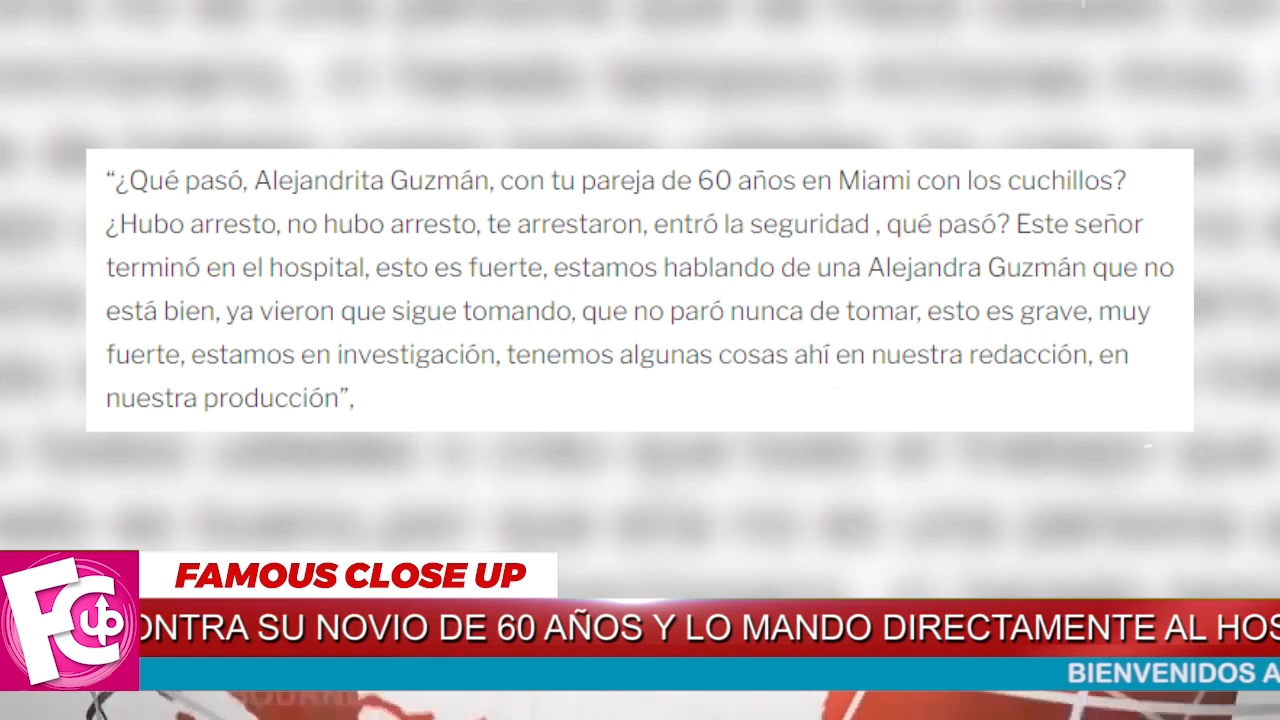 “¿Qué pasó, Alejandrita Guzmán, con tu pareja de 60 años en Miami con los cuchillos?
¿Hubo arresto, no hubo arresto, te arrestaron, entró la seguridad , qué pasó? Este señor
terminó en el hospital, esto es fuerte, estamos hablando de una Alejandra Guzmán que no
está bien, ya vieron que sigue tomando, que no paró nunca de tomar, esto es grave, muy
fuerte, estamos en investigación, tenemos algunas cosas ahí en nuestra redacción, en
nuestra producción”,
FAMOUS CLOSE UP
FC UP
ONTRA SU NOVIO DE 60 AÑOS Y LO MANDO DIRECTAMENTE AL HOS
BIENVENIDOS A